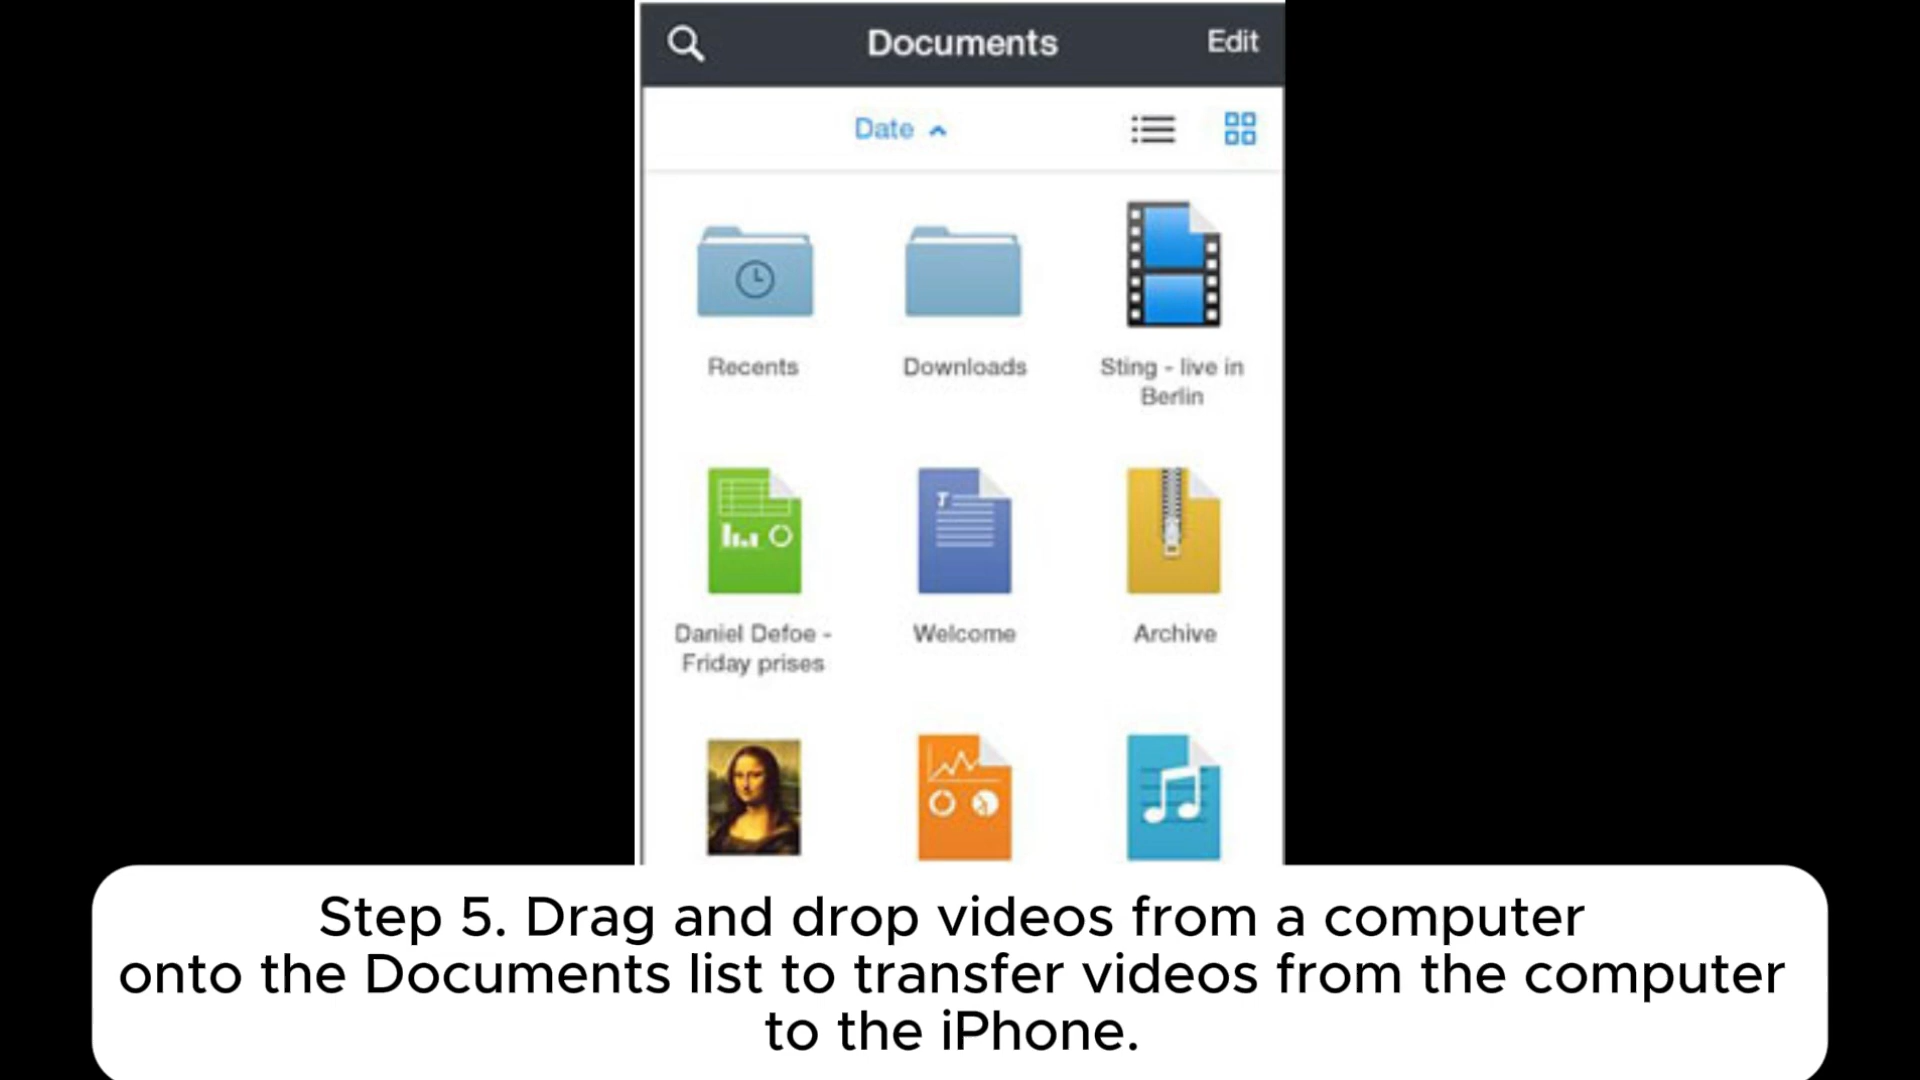 Documents
Edit
Date
Recents
Downloads
Sting - live in
Berlin
Daniel Defoe -
Friday prises
Welcome
Archive
Step 5. Drag and drop videos from a computer
onto the Documents list to transfer videos from the computer
to the iPhone.